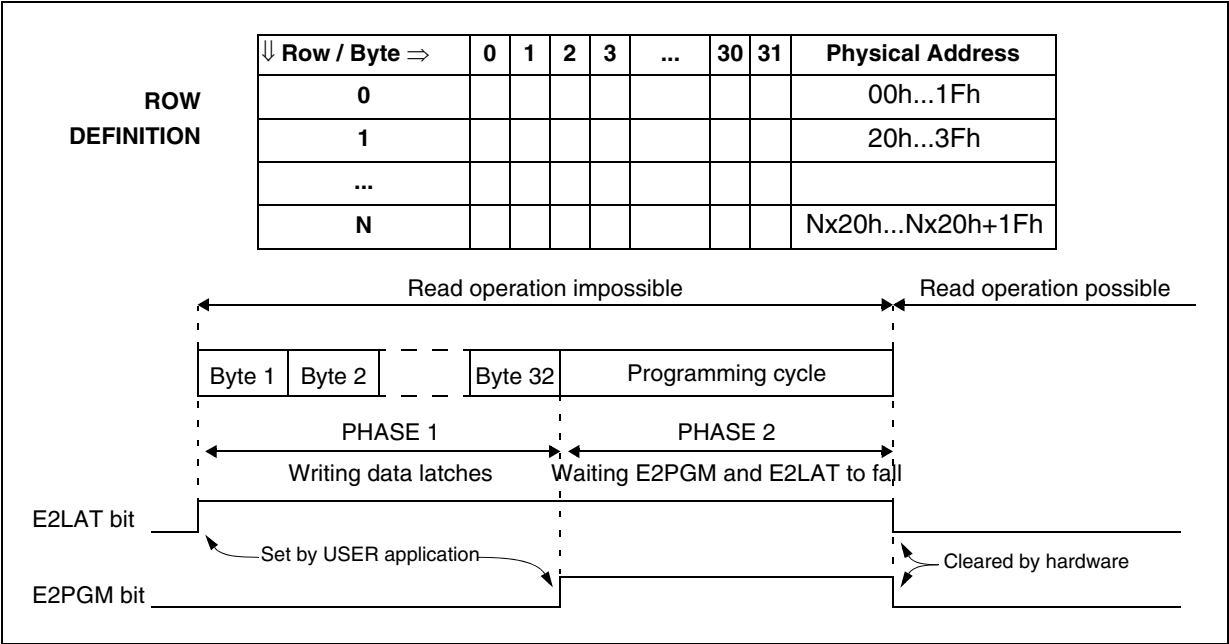 ⇓ Row / Byte ⇒ 0 1 2 3 ... 30 31 Physical Address
ROW DEFINITION
0 00h...1Fh
1 20h...3Fh
...
N Nx20h...Nx20h+1Fh
Read operation impossible Read operation possible
Byte 1 Byte 2 Byte 32 Programming cycle
PHASE 1 PHASE 2
Writing data latches Waiting E2PGM and E2LAT to fall
E2LAT bit
Set by USER application Cleared by hardware
E2PGM bit